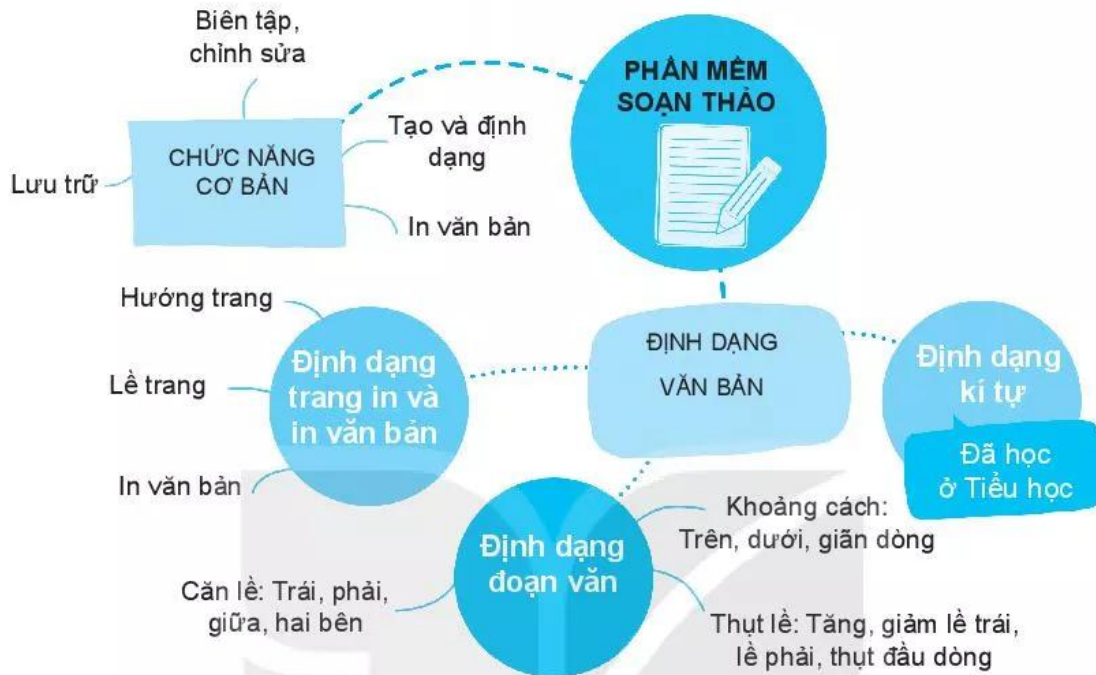 Biên tập,
chỉnh sửa
PHẦN MỀM
SOẠN THẢO
CHỨC NĂNG
CƠ BẢN
Tạo và định
dạng
Lưu trữ
In văn bản
Hướng trang
ĐỊNH DẠNG
VĂN BẢN
Định dạng
trang in và
in văn bản
Định dạng
kí tự
Lề trang
Đã học
ở Tiểu học
In văn bản
Khoảng cách:
Trên, dưới, giãn dòng
Định dạng
đoạn văn
Căn lề: Trái, phải,
giữa, hai bên
Thụt lề: Tăng, giảm lề trái,
lề phải, thụt đầu dòng